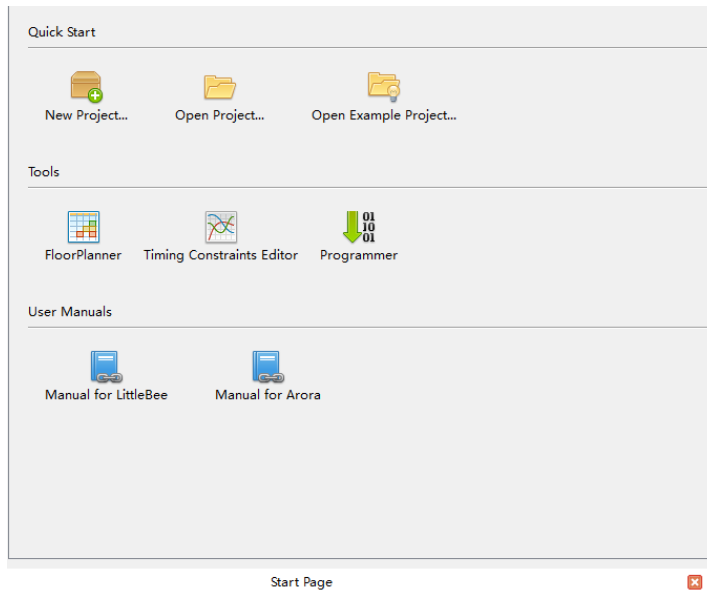 Quick Start
New Project... Open Project... Open Example Project...
Tools
01
10
01
FloorPlanner Timing Constraints Editor Programmer
User Manuals
Manual for LittleBee Manual for Arora
Start Page